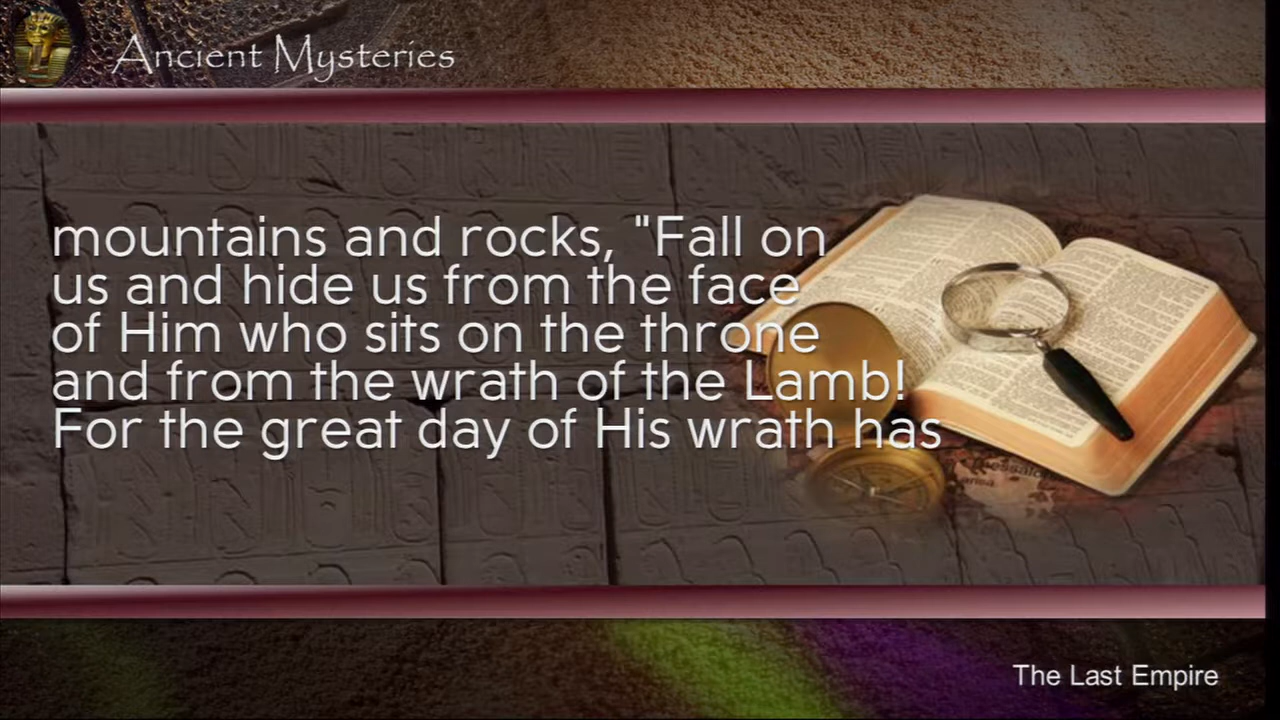 Ancient Mysteries
mountains and rocks, "Fall on
us and hide us from the face
of Him who sits on the throne
and from the wrath of the Lamb!
For the great day of His wrath has
The Last Empire